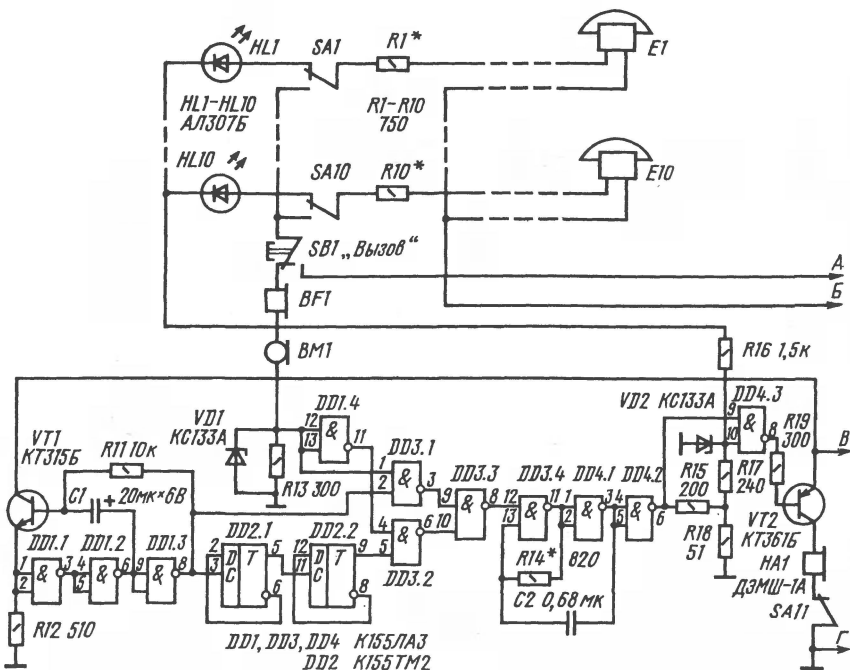 HL1
SA1
R1*
E1
HL1-HL10
АЛ307Б
R1-R10
750
HL10
SA10
R10*
E10
SB1 „Вызов“
А
Б
BF1
BM1
R16 1,5к
VD1
КС133А
DD1.4
12
13
&
11
VD2 КС133А
DD4.3
9
10
&
8
R19
300
В
VT1
КТ315Б
R11 10к
C1
+ 20мк×6В
R13 300
DD3.1
1
2
&
3
DD3.3
9
10
&
8
DD3.4
12
13
&
11
DD4.1
1
2
&
3
DD4.2
4
5
&
6
R15
200
R17
240
VT2
КТ361Б
R18
51
DD1.1
1
2
&
3
DD1.2
4
5
&
6
DD1.3
9
&
8
DD2.1
2
3
D
C
T
5
6
DD2.2
12
11
D
C
T
9
8
4
5
&
6
DD3.2
R14*
820
C2 0,68 мк
HA1
ДЭМШ-1А
SA11
Г
R12 510
DD1, DD3, DD4 К155ЛА3
DD2 К155ТМ2